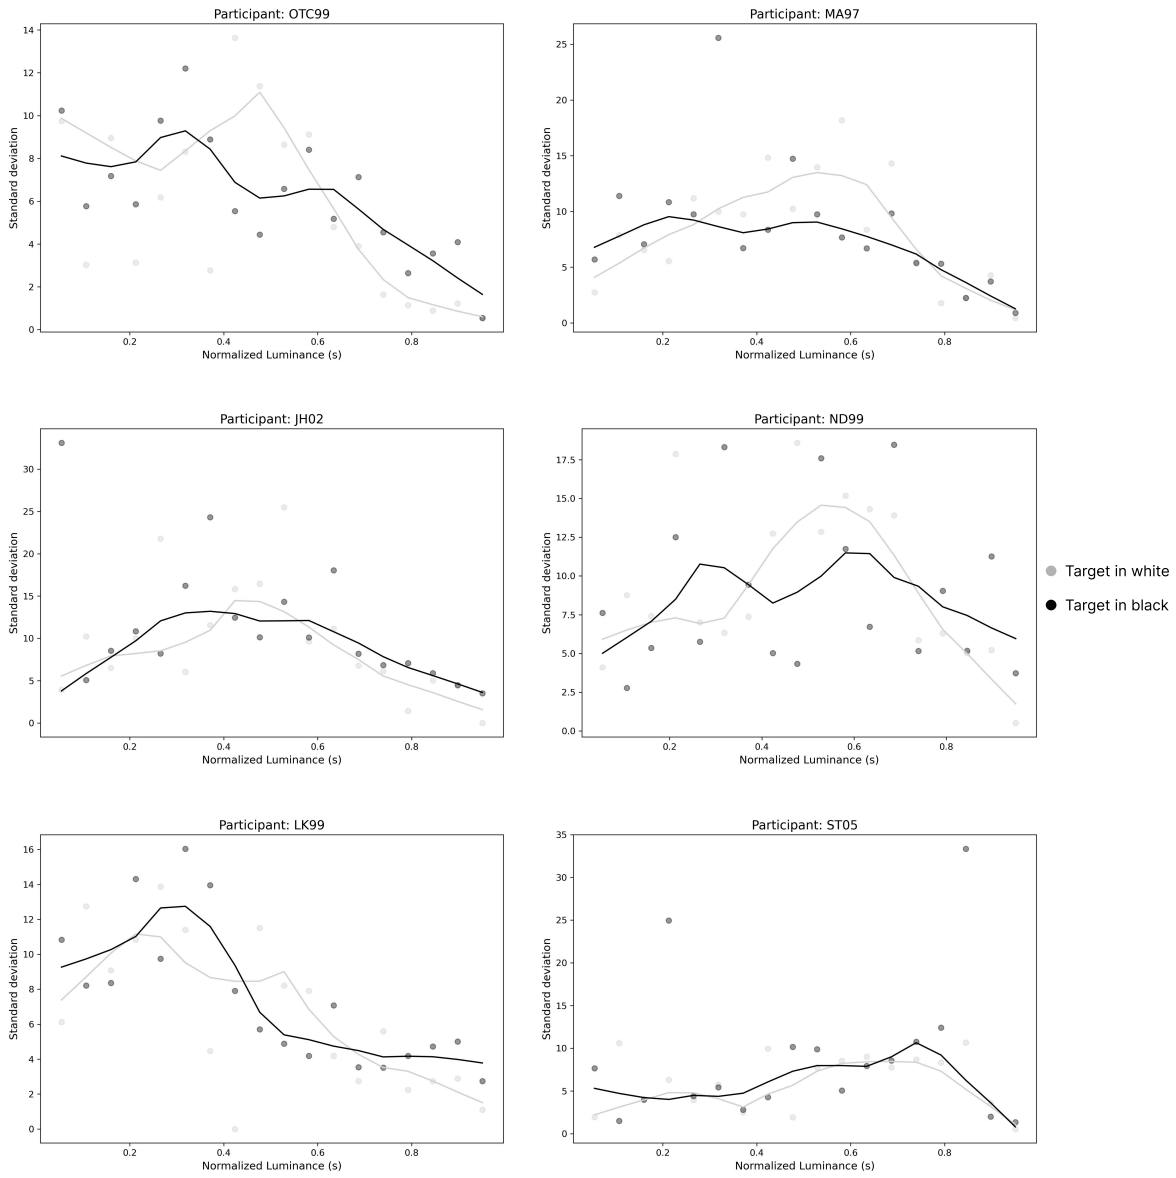 Participant: OTC99
Standard deviation
14
12
10
8
6
4
2
0
0.2 0.4 0.6 0.8
Normalized Luminance (s)
Participant: MA97
Standard deviation
25
20
15
10
5
0
0.2 0.4 0.6 0.8
Normalized Luminance (s)
Participant: JH02
Standard deviation
30
25
20
15
10
5
0
0.2 0.4 0.6 0.8
Normalized Luminance (s)
Participant: ND99
Standard deviation
17.5
15.0
12.5
10.0
7.5
5.0
2.5
0.0
0.2 0.4 0.6 0.8
Normalized Luminance (s)
Target in white
Target in black
Participant: LK99
Standard deviation
16
14
12
10
8
6
4
2
0
0.2 0.4 0.6 0.8
Normalized Luminance (s)
Participant: ST05
Standard deviation
35
30
25
20
15
10
5
0
0.2 0.4 0.6 0.8
Normalized Luminance (s)